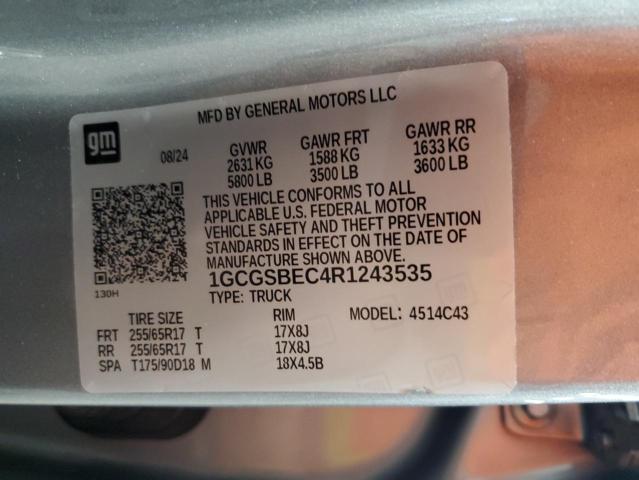 MFD BY GENERAL MOTORS LLC
gm
08/24
GVWR GAWR FRT GAWR RR
2631 KG 1588 KG 1633 KG
5800 LB 3500 LB 3600 LB
THIS VEHICLE CONFORMS TO ALL
APPLICABLE U.S. FEDERAL MOTOR
VEHICLE SAFETY AND THEFT PREVENTION
STANDARDS IN EFFECT ON THE DATE OF
MANUFACTURE SHOWN ABOVE.
1GCGSBEC4R1243535
130H
TYPE: TRUCK
TIRE SIZE RIM MODEL: 4514C43
FRT 255/65R17 T 17X8J
RR 255/65R17 T 17X8J
SPA T175/90D18 M 18X4.5B